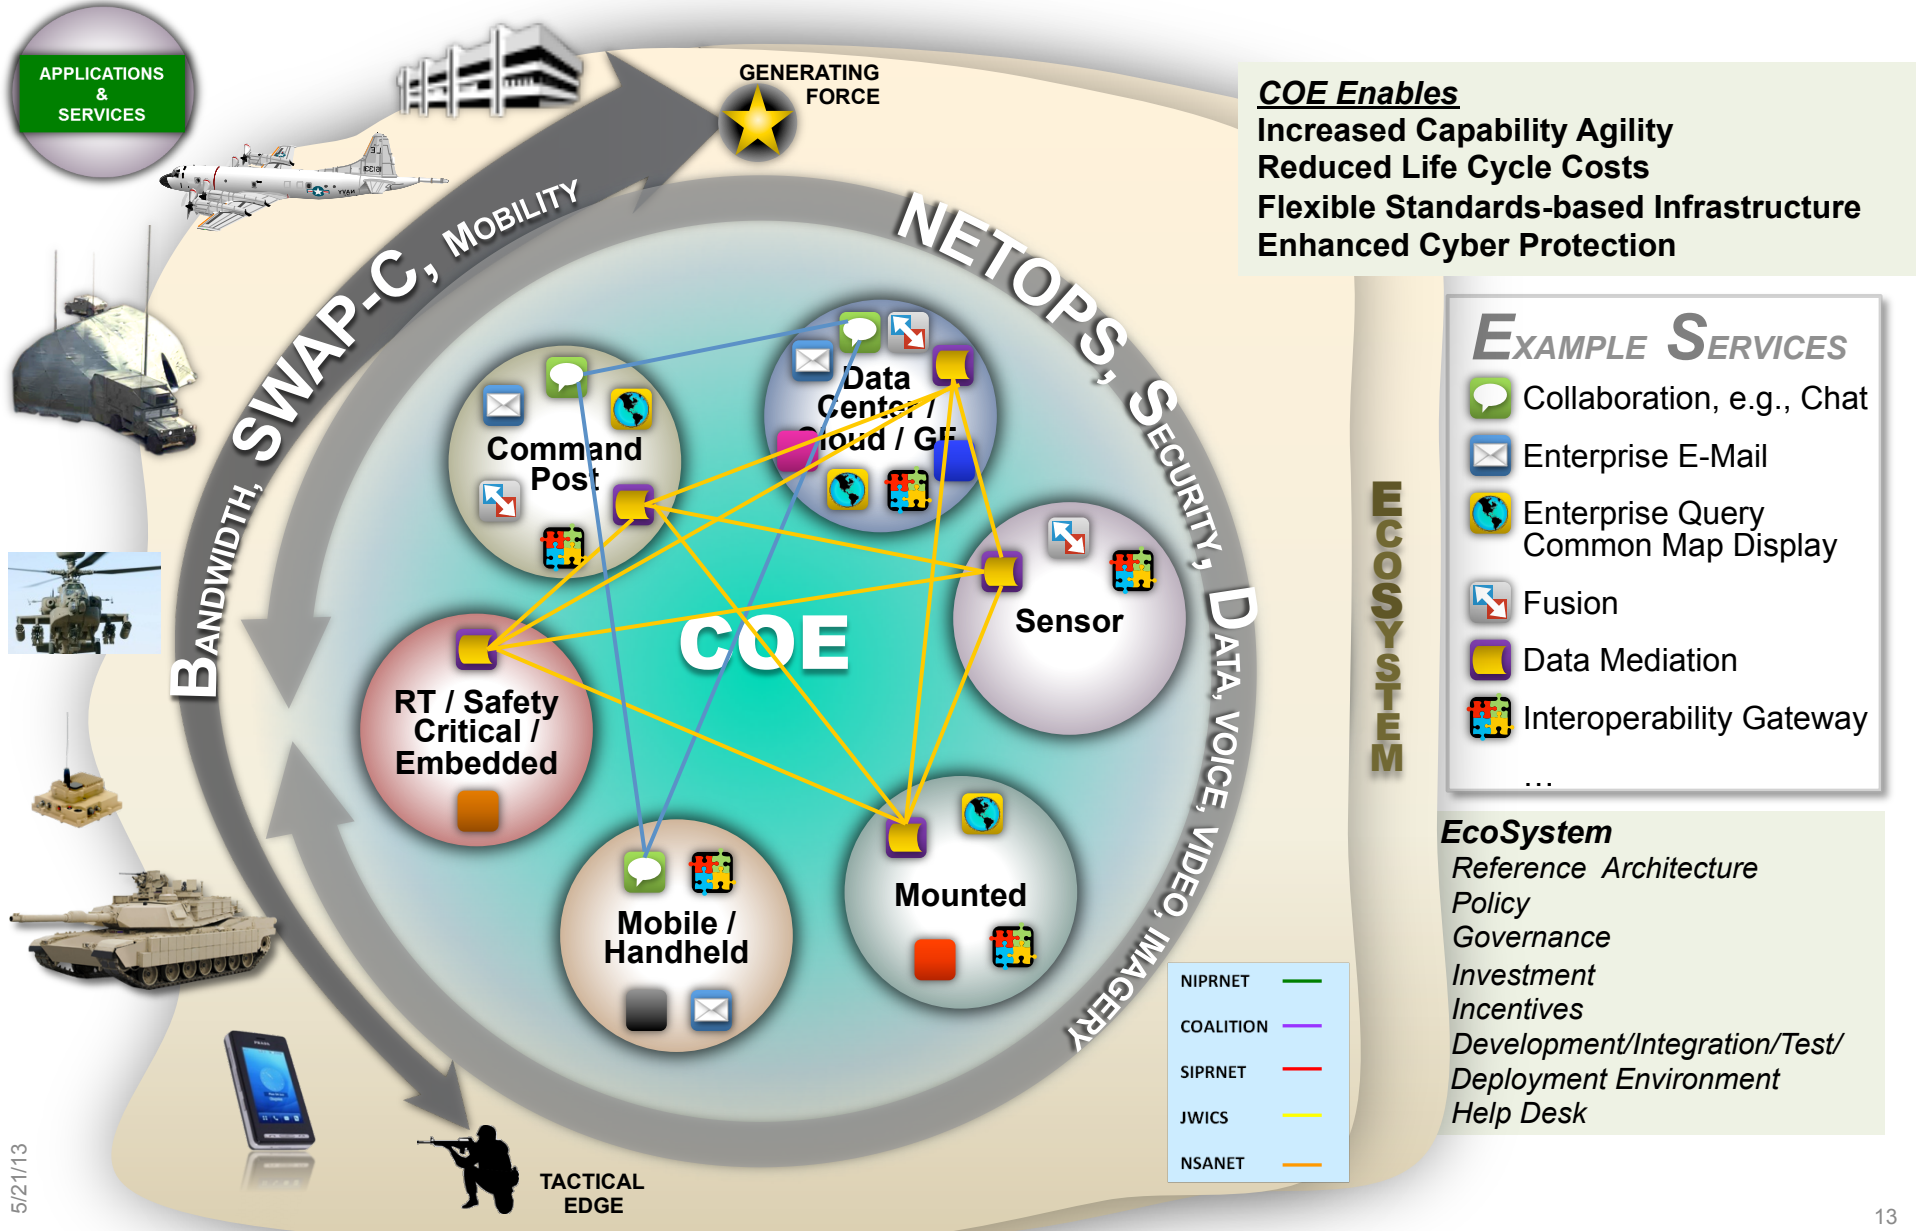 APPLICATIONS
&
SERVICES
GENERATING
FORCE
COE Enables
Increased Capability Agility
Reduced Life Cycle Costs
Flexible Standards-based Infrastructure
Enhanced Cyber Protection
BANDWIDTH, SWAP-C, MOBILITY
NETOPS, SECURITY, DATA, VOICE, VIDEO, IMAGERY
Command
Post
Data
Center /
Cloud / GF
Sensor
COE
RT / Safety
Critical /
Embedded
Mobile /
Handheld
Mounted
ECOSYSTEM
EXAMPLE SERVICES
Collaboration, e.g., Chat
Enterprise E-Mail
Enterprise Query
Common Map Display
Fusion
Data Mediation
Interoperability Gateway
…
EcoSystem
Reference Architecture
Policy
Governance
Investment
Incentives
Development/Integration/Test/
Deployment Environment
Help Desk
NIPRNET
COALITION
SIPRNET
JWICS
NSANET
TACTICAL
EDGE
5/21/13
13